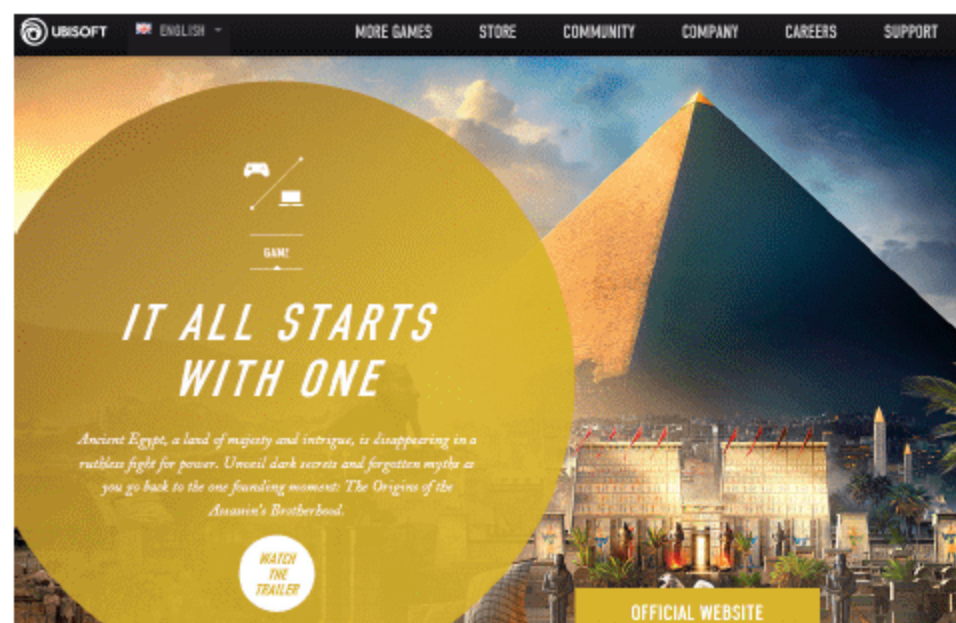 UBISOFT
ENGLISH
MORE GAMES
STORE
COMMUNITY
COMPANY
CAREERS
SUPPORT
GAME
IT ALL STARTS
WITH ONE
Ancient Egypt, a land of majesty and intrigue, is disappearing in a
ruthless fight for power. Unveil dark secrets and forgotten myths as
you go back to the one founding moment: The Origins of the
Assassin's Brotherhood.
WATCH
THE
TRAILER
OFFICIAL WEBSITE